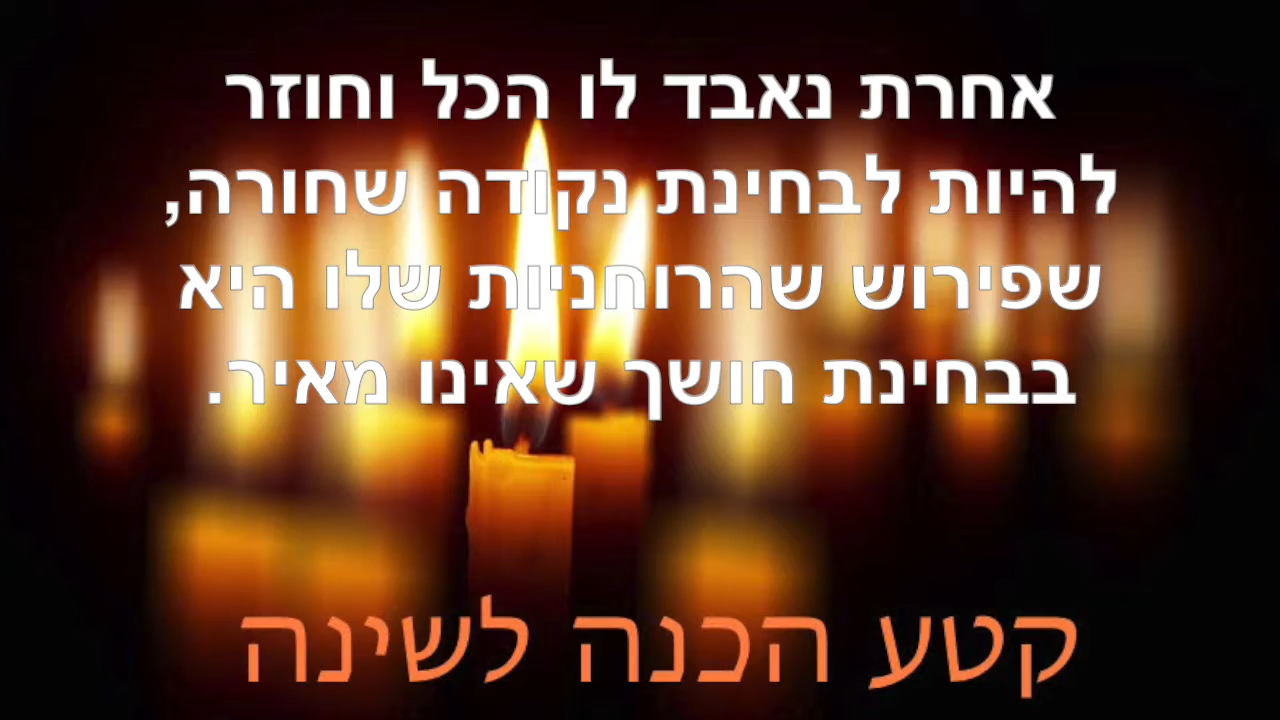 אחרת נאבד לו הכל וחוזר
להיות לבחינת נקודה שחורה,
שפירוש שהרוחניות שלו היא
בבחינת חושך שאינו מאיר.
קטע הכנה לשינה